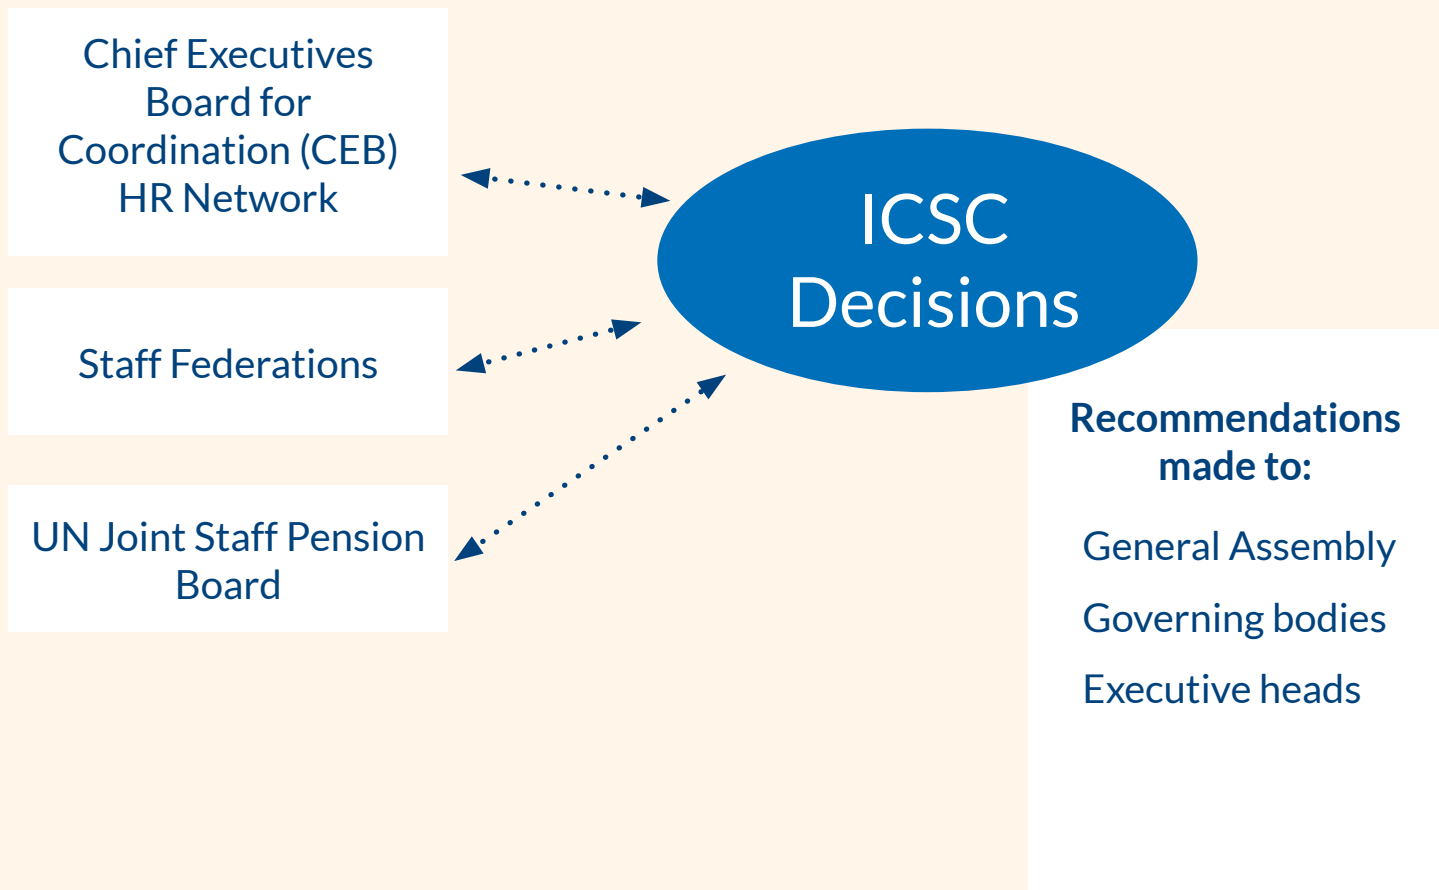 Chief Executives
Board for
Coordination (CEB)
HR Network
Staff Federations
UN Joint Staff Pension
Board
ICSC
Decisions
Recommendations
made to:
General Assembly
Governing bodies
Executive heads